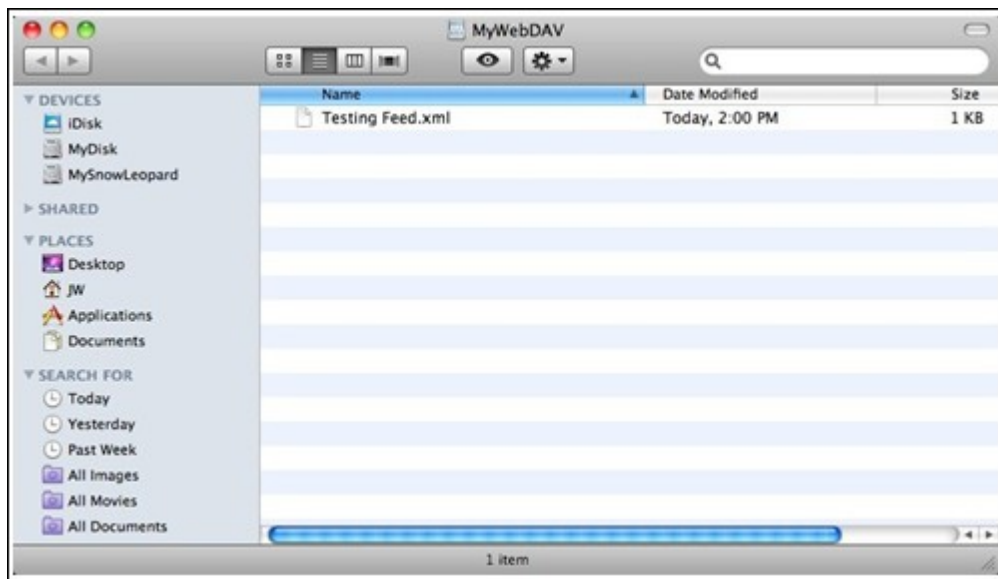 MyWebDAV
Name Date Modified Size
Testing Feed.xml Today, 2:00 PM 1 KB
DEVICES
iDisk
MyDisk
MySnowLeopard
SHARED
PLACES
Desktop
JW
Applications
Documents
SEARCH FOR
Today
Yesterday
Past Week
All Images
All Movies
All Documents
1 item